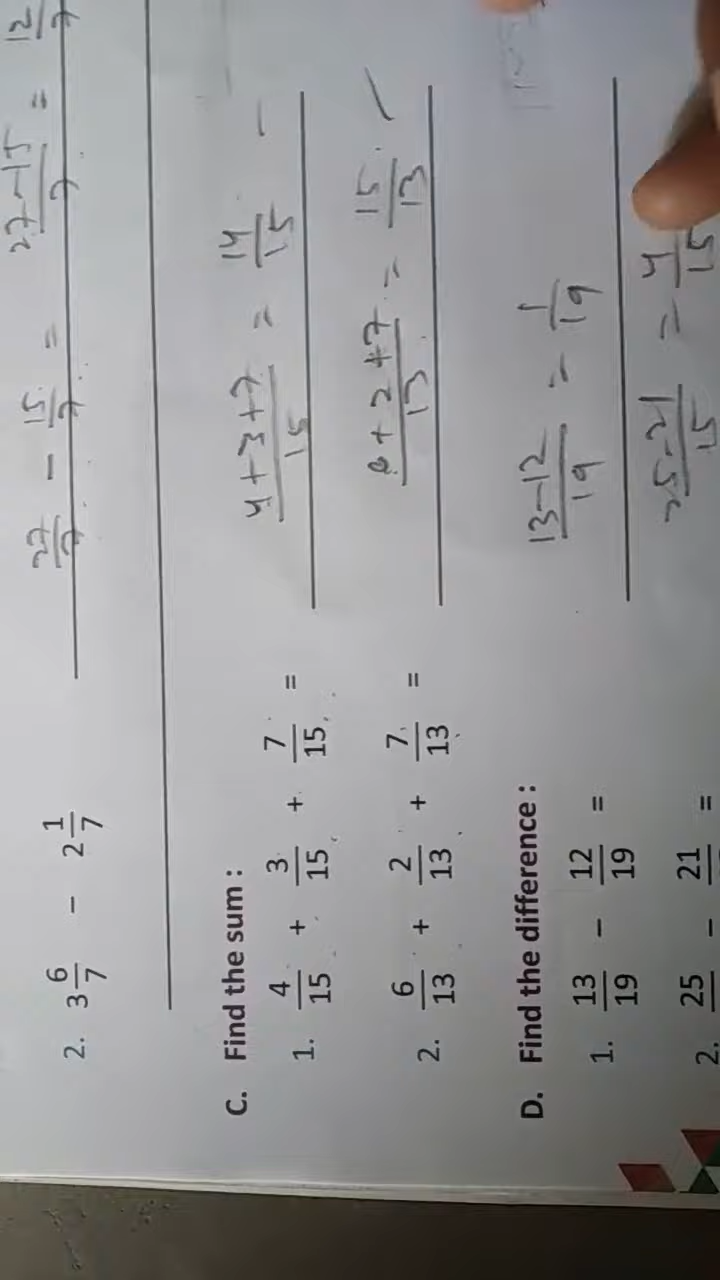 2. 3 6/7 - 2 1/7 27/7 - 15/7 = 27-15/7 = 12/7
C. Find the sum :
1. 4/15 + 3/15 + 7/15 = 4+3+7/15 = 14/15
2. 6/13 + 2/13 + 7/13 = 6+2+7/13 = 15/13
D. Find the difference :
1. 13/19 - 12/19 = 13-12/19 = 1/19
2. 25 - 21 = 25-21/15 = 4/15